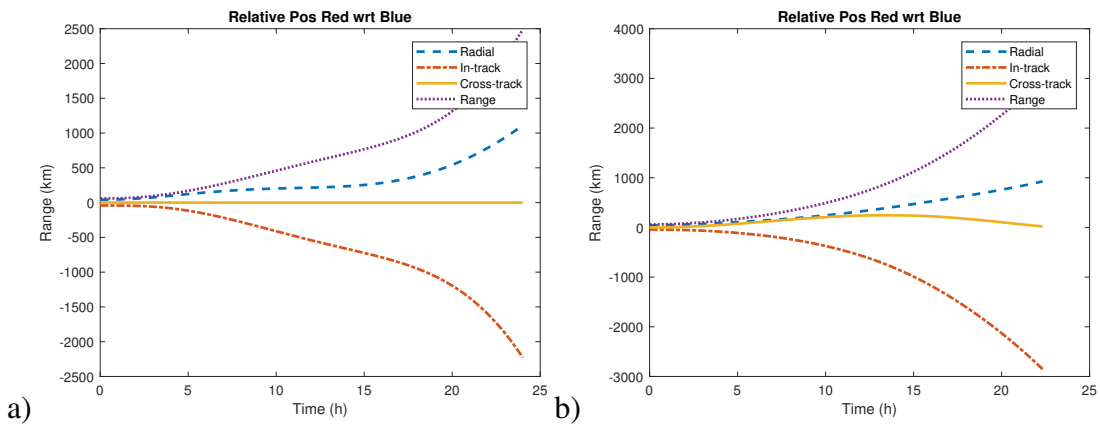 Relative Pos Red wrt Blue
2500
2000
1500
1000
500
0
-500
-1000
-1500
-2000
-2500
Range (km)
0 5 10 15 20 25
Time (h)
Radial
In-track
Cross-track
Range
a)
Relative Pos Red wrt Blue
4000
3000
2000
1000
0
-1000
-2000
-3000
Range (km)
0 5 10 15 20 25
Time (h)
Radial
In-track
Cross-track
Range
b)